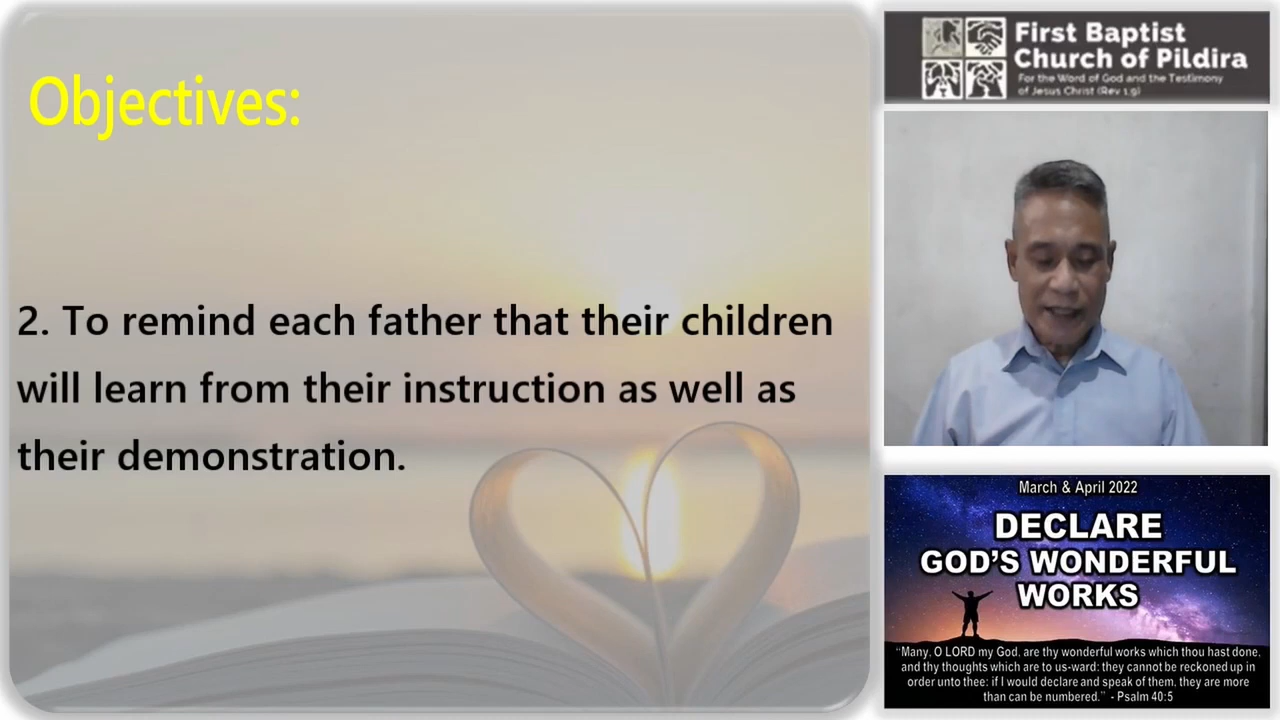 Objectives:
2. To remind each father that their children
will learn from their instruction as well as
their demonstration.
First Baptist
Church of Pildira
For the Word of God and the Testimony
of Jesus Christ (Rev 1:9)
March & April 2022
DECLARE
GOD'S WONDERFUL
WORKS
"Many, O LORD my God, are thy wonderful works which thou hast done,
and thy thoughts which are to us-ward: they cannot be reckoned up in
order unto thee: if I would declare and speak of them, they are more
than can be numbered." - Psalm 40:5